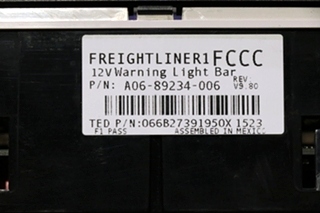 FREIGHTLINER1 FCCC
12V Warning Light Bar
P/N: A06-89234-006 REV V9.80
TED P/N:066B27391950X 1523
F1 PASS ASSEMBLED IN MEXICO